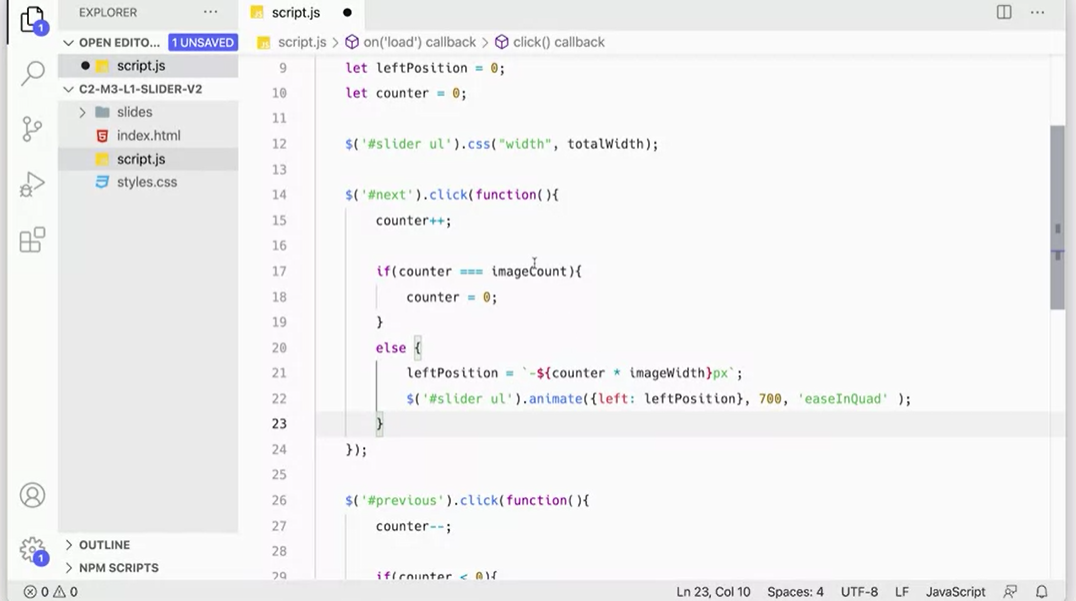 EXPLORER
script.js
OPEN EDITO...
1 UNSAVED
script.js
C2-M3-L1-SLIDER-V2
slides
index.html
script.js
styles.css
OUTLINE
NPM SCRIPTS
1
1
script.js > on('load') callback > click() callback
9 let leftPosition = 0;
10 let counter = 0;
11
12 $('#slider ul').css("width", totalWidth);
13
14 $('#next').click(function(){
15 counter++;
16
17 if(counter === imageCount){
18 counter = 0;
19 }
20 else {
21 leftPosition = `-${counter * imageWidth}px`;
22 $('#slider ul').animate({left: leftPosition}, 700, 'easeInQuad' );
23 }
24 });
25
26 $('#previous').click(function(){
27 counter--;
28
29 if(counter < 0){
0 0
Ln 23, Col 10 Spaces: 4 UTF-8 LF JavaScript